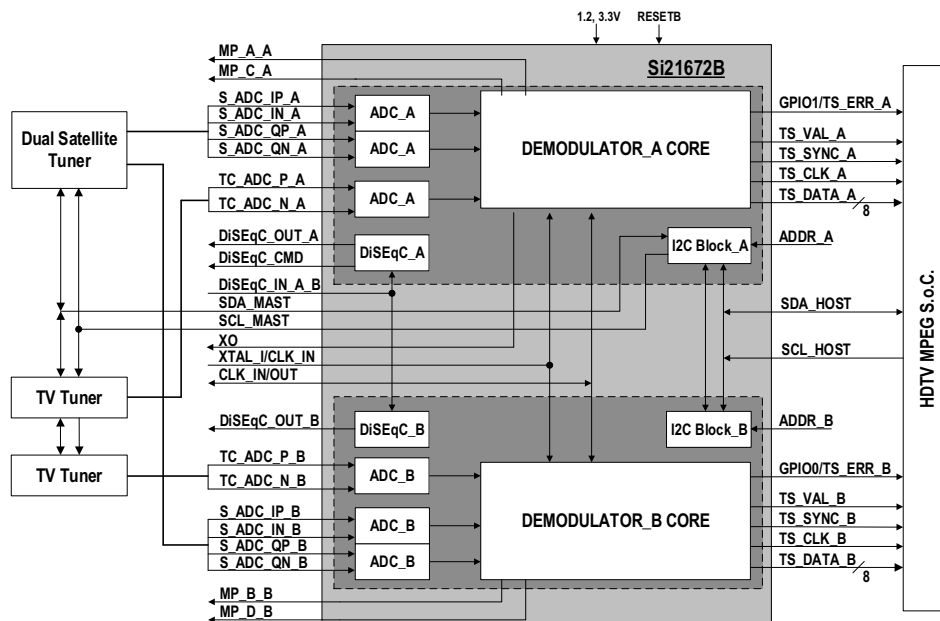 1.2, 3.3V
RESETB
Si21672B
MP_A_A
MP_C_A
S_ADC_IP_A
S_ADC_IN_A
S_ADC_QP_A
S_ADC_QN_A
TC_ADC_P_A
TC_ADC_N_A
DiSEqC_OUT_A
DiSEqC_CMD
DiSEqC_IN_A_B
SDA_MAST
SCL_MAST
XO
XTAL_I/CLK_IN
CLK_IN/OUT
DiSEqC_OUT_B
TC_ADC_P_B
TC_ADC_N_B
S_ADC_IP_B
S_ADC_IN_B
S_ADC_QP_B
S_ADC_QN_B
MP_B_B
MP_D_B
Dual Satellite
Tuner
TV Tuner
TV Tuner
ADC_A
ADC_A
ADC_A
DiSEqC_A
DEMODULATOR_A CORE
I2C Block_A
DiSEqC_B
ADC_B
ADC_B
ADC_B
I2C Block_B
DEMODULATOR_B CORE
GPIO1/TS_ERR_A
TS_VAL_A
TS_SYNC_A
TS_CLK_A
TS_DATA_A
8
ADDR_A
SDA_HOST
SCL_HOST
ADDR_B
GPIO0/TS_ERR_B
TS_VAL_B
TS_SYNC_B
TS_CLK_B
TS_DATA_B
8
HDTV MPEG S.o.C.